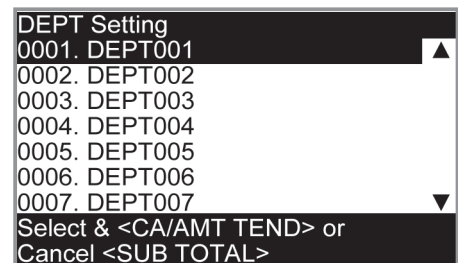 DEPT Setting
0001. DEPT001
0002. DEPT002
0003. DEPT003
0004. DEPT004
0005. DEPT005
0006. DEPT006
0007. DEPT007
Select & <CA/AMT TEND> or
Cancel <SUB TOTAL>